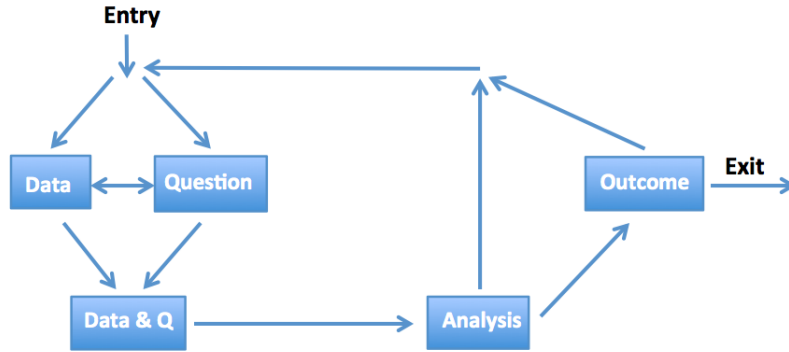 Entry
Data
Question
Outcome
Exit
Data & Q
Analysis